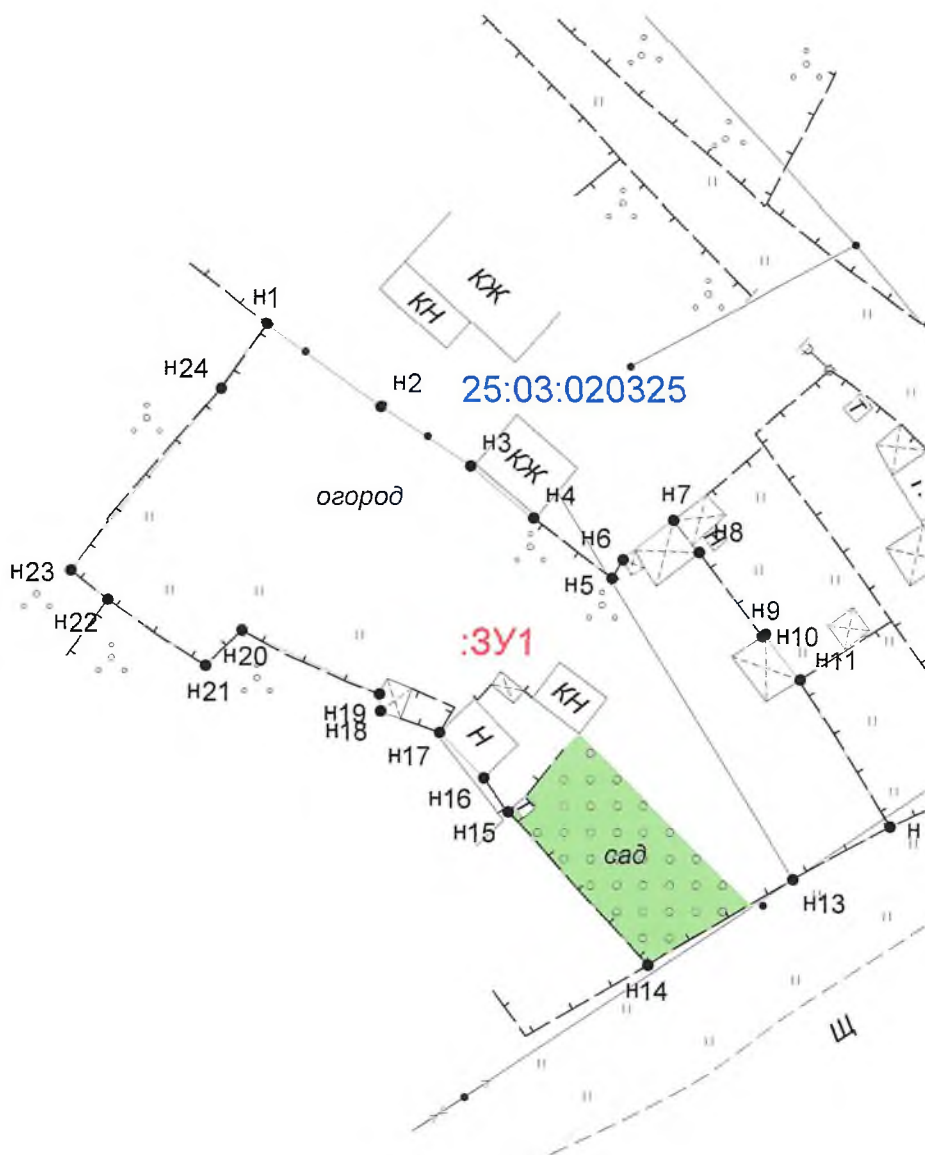 н1
КЖ
КН
н24
н2
25:03:020325
Т
н3
КЖ
Г.
огород
н4
н7
н6
н8
Н
н23
н5
н22
н9
н20
:ЗУ1
н10
н21
н11
КН
н19
н18
н17
Н
н16
Т
н15
н
сад
н13
н14
Щ